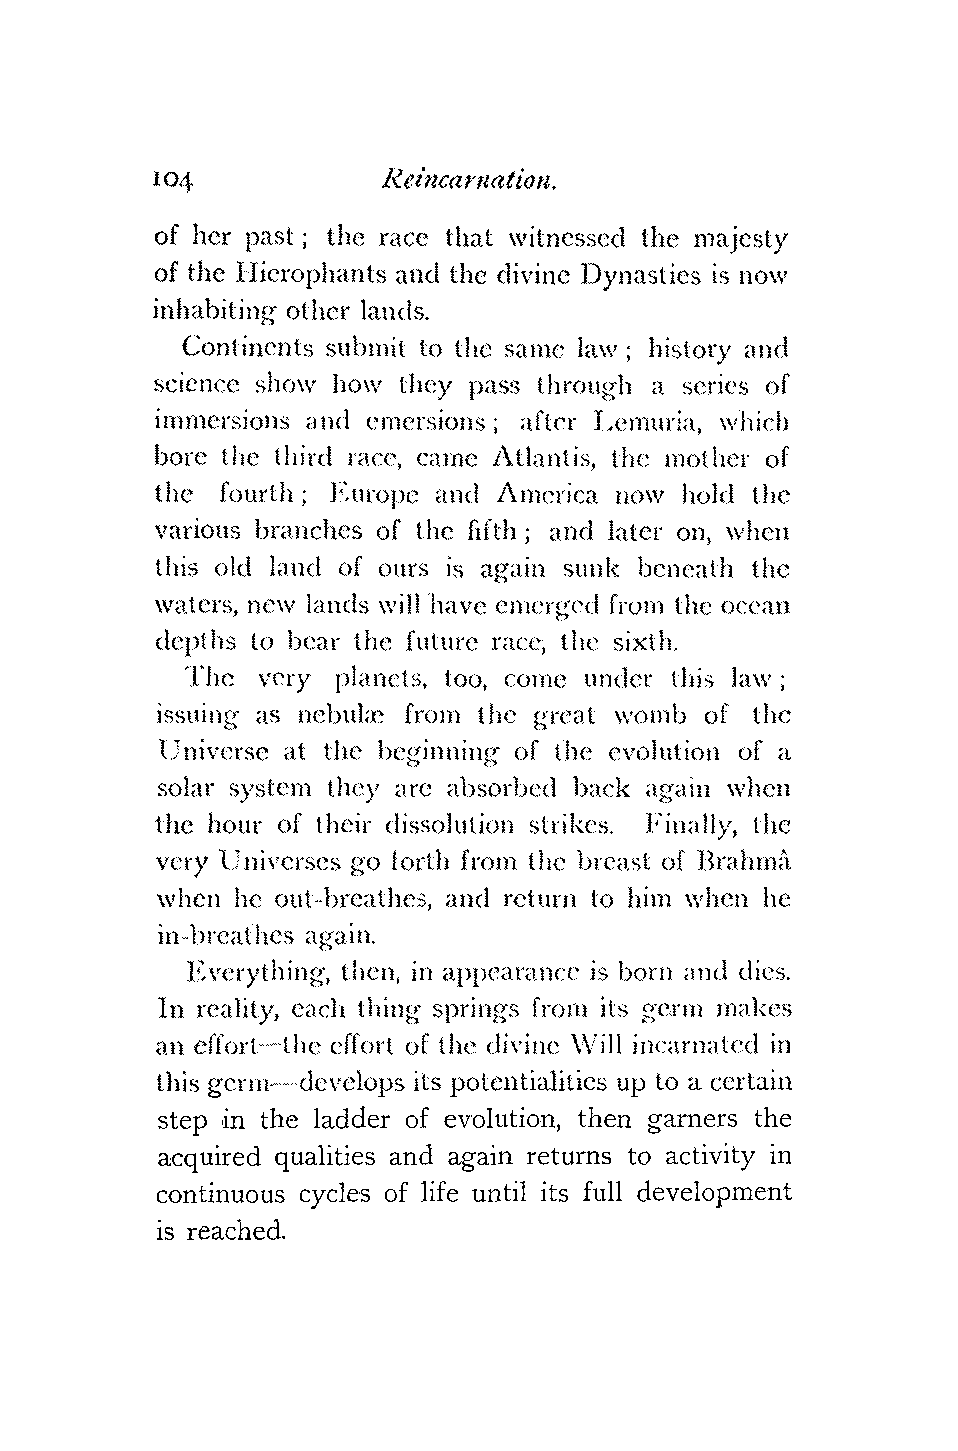 104 Reincarnation.
of her past ; the race that witnessed the majesty
of the Hierophants and the divine Dynasties is now
inhabiting other lands.
Continents submit to the same law ; history and
science show how they pass through a series of
immersions and emersions ; after Lemuria, which
bore the third race, came Atlantis, the mother of
the fourth ; Europe and America now hold the
various branches of the fifth ; and later on, when
this old land of ours is again sunk beneath the
waters, new lands will have emerged from the ocean
depths to bear the future race, the sixth.
The very planets, too, come under this law ;
issuing as nebulæ from the great womb of the
Universe at the beginning of the evolution of a
solar system they are absorbed back again when
the hour of their dissolution strikes. Finally, the
very Universes go forth from the breast of Brahmâ
when he out-breathes, and return to him when he
in-breathes again.
Everything, then, in appearance is born and dies.
In reality, each thing springs from its germ makes
an effort—the effort of the divine Will incarnated in
this germ—develops its potentialities up to a certain
step in the ladder of evolution, then garners the
acquired qualities and again returns to activity in
continuous cycles of life until its full development
is reached.